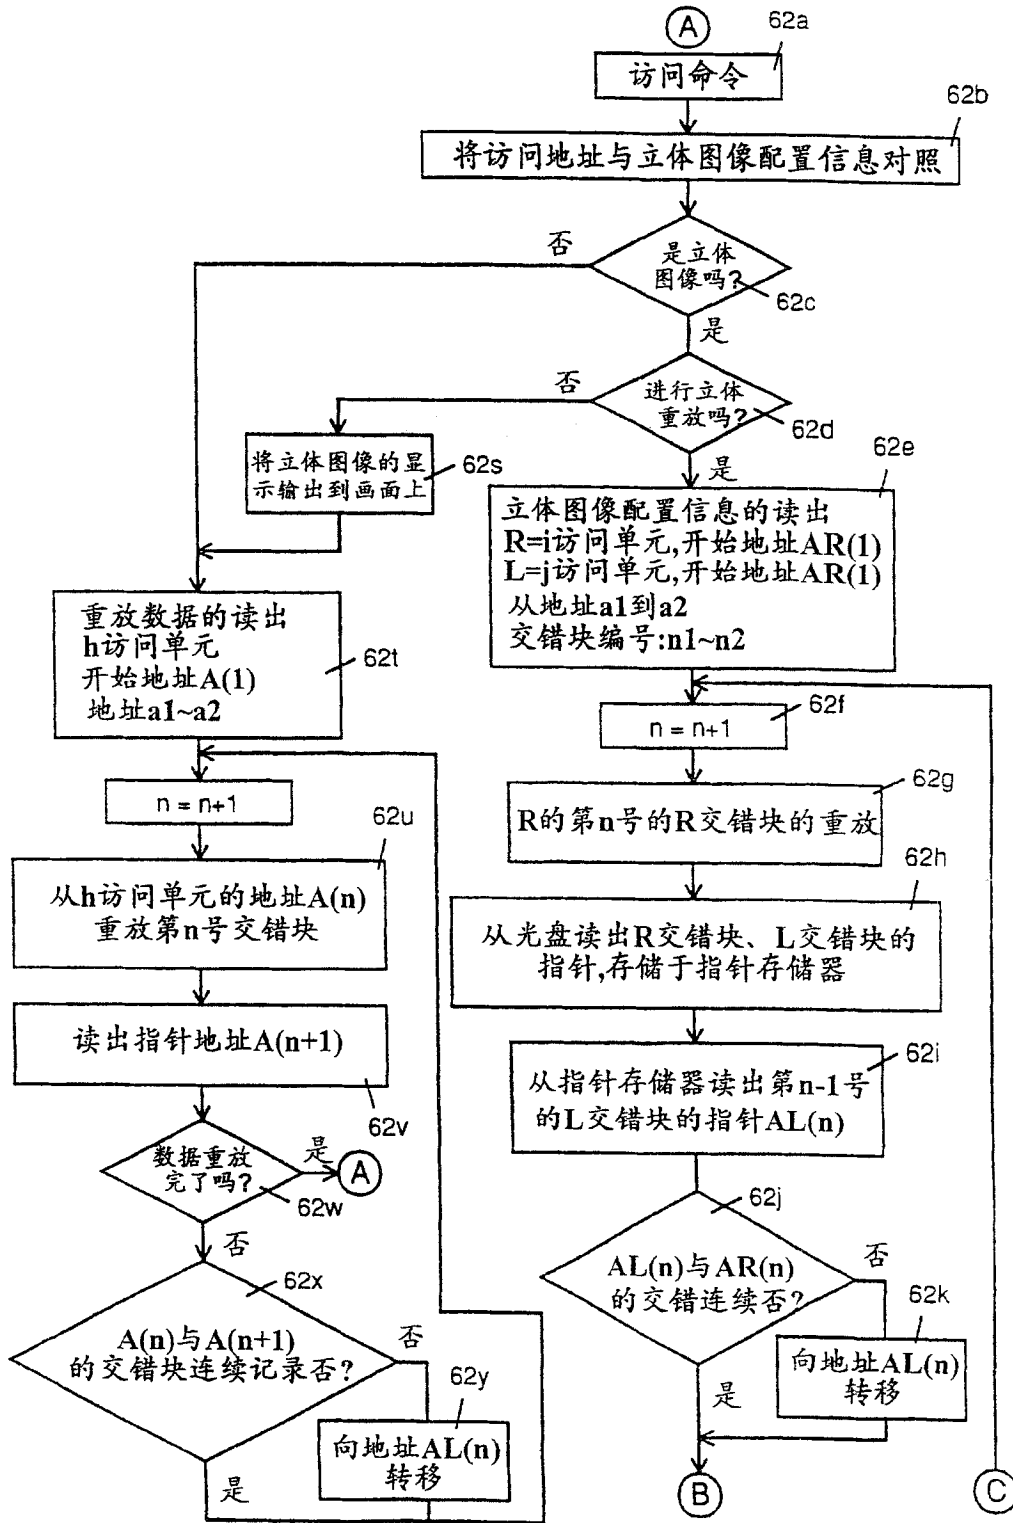 A
62a
访问命令
62b
将访问地址与立体图像配置信息对照
否
是立体
图像吗?
62c
是
否
进行立体
重放吗?
62d
将立体图像的显
示输出到画面上
62s
是
62e
立体图像配置信息的读出
R=i访问单元,开始地址AR(1)
L=j访问单元,开始地址AR(1)
从地址a1到a2
交错块编号:n1~n2
重放数据的读出
h访问单元
开始地址A(1)
地址a1~a2
62t
62f
n = n+1
n = n+1
62g
R的第n号的R交错块的重放
62u
从h访问单元的地址A(n)
重放第n号交错块
62h
从光盘读出R交错块、L交错块的
指针,存储于指针存储器
读出指针地址A(n+1)
62v
62i
从指针存储器读出第n-1号
的L交错块的指针AL(n)
数据重放
完了吗?
62w
是
A
否
62j
AL(n)与AR(n)
的交错连续否?
否
62k
向地址AL(n)
转移
是
62x
A(n)与A(n+1)
的交错块连续记录否?
否
62y
向地址AL(n)
转移
是
B
C